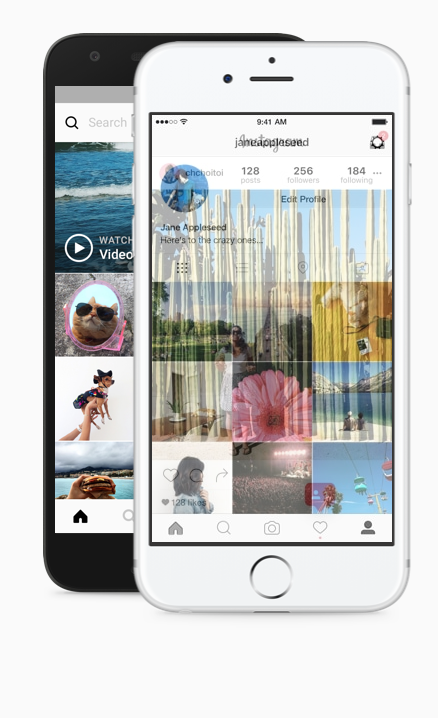 Search
WATCH
Video
9:41 AM
Instagram
janeappleseed
chchoitoi
128 256 184
posts followers following
Edit Profile
Jane Appleseed
Here's to the crazy ones...
128 likes